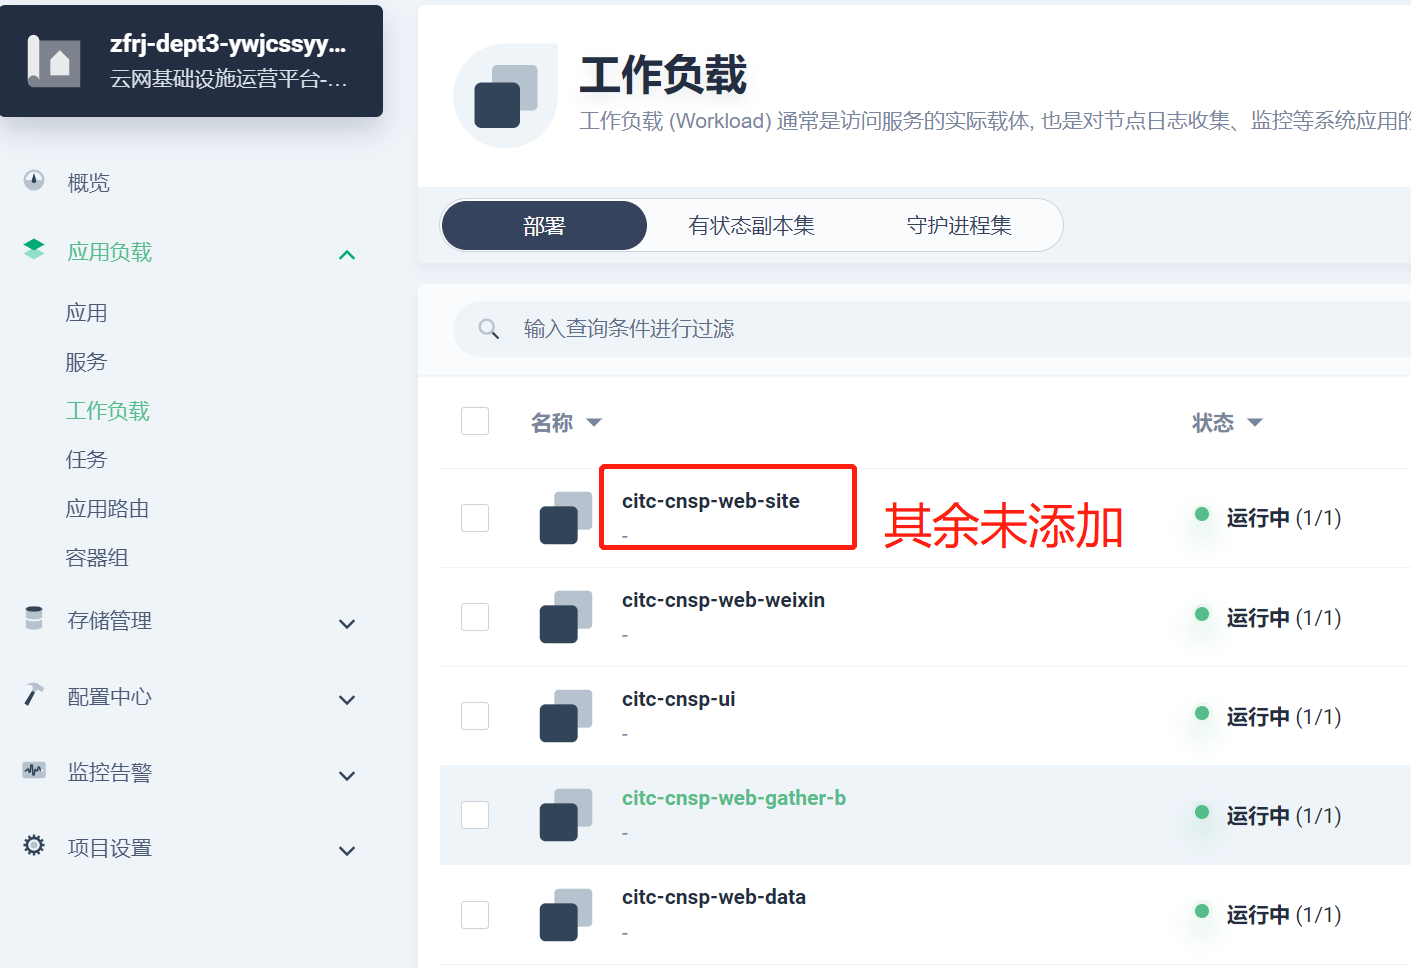 zfrj-dept3-ywjcssyy...
云网基础设施运营平台-...
概览
应用负载
应用
服务
工作负载
任务
应用路由
容器组
存储管理
配置中心
监控告警
项目设置
工作负载
工作负载 (Workload) 通常是访问服务的实际载体, 也是对节点日志收集、监控等系统应用的
部署 有状态副本集 守护进程集
输入查询条件进行过滤
名称 状态
citc-cnsp-web-site
-
其余未添加
运行中 (1/1)
citc-cnsp-web-weixin
-
运行中 (1/1)
citc-cnsp-ui
-
运行中 (1/1)
citc-cnsp-web-gather-b
-
运行中 (1/1)
citc-cnsp-web-data
-
运行中 (1/1)